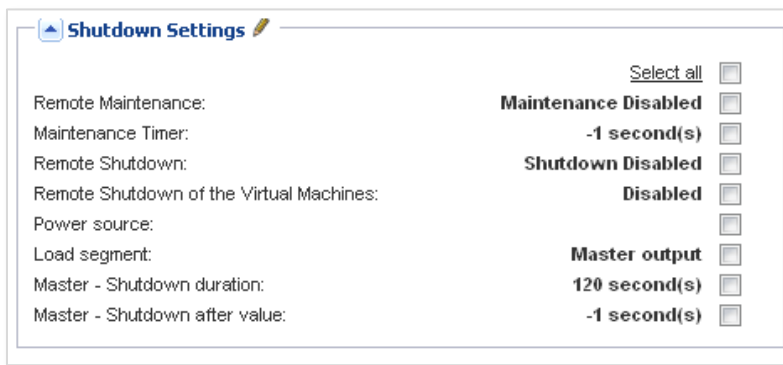 Shutdown Settings
Select all
Remote Maintenance: Maintenance Disabled
Maintenance Timer: -1 second(s)
Remote Shutdown: Shutdown Disabled
Remote Shutdown of the Virtual Machines: Disabled
Power source:
Load segment: Master output
Master - Shutdown duration: 120 second(s)
Master - Shutdown after value: -1 second(s)